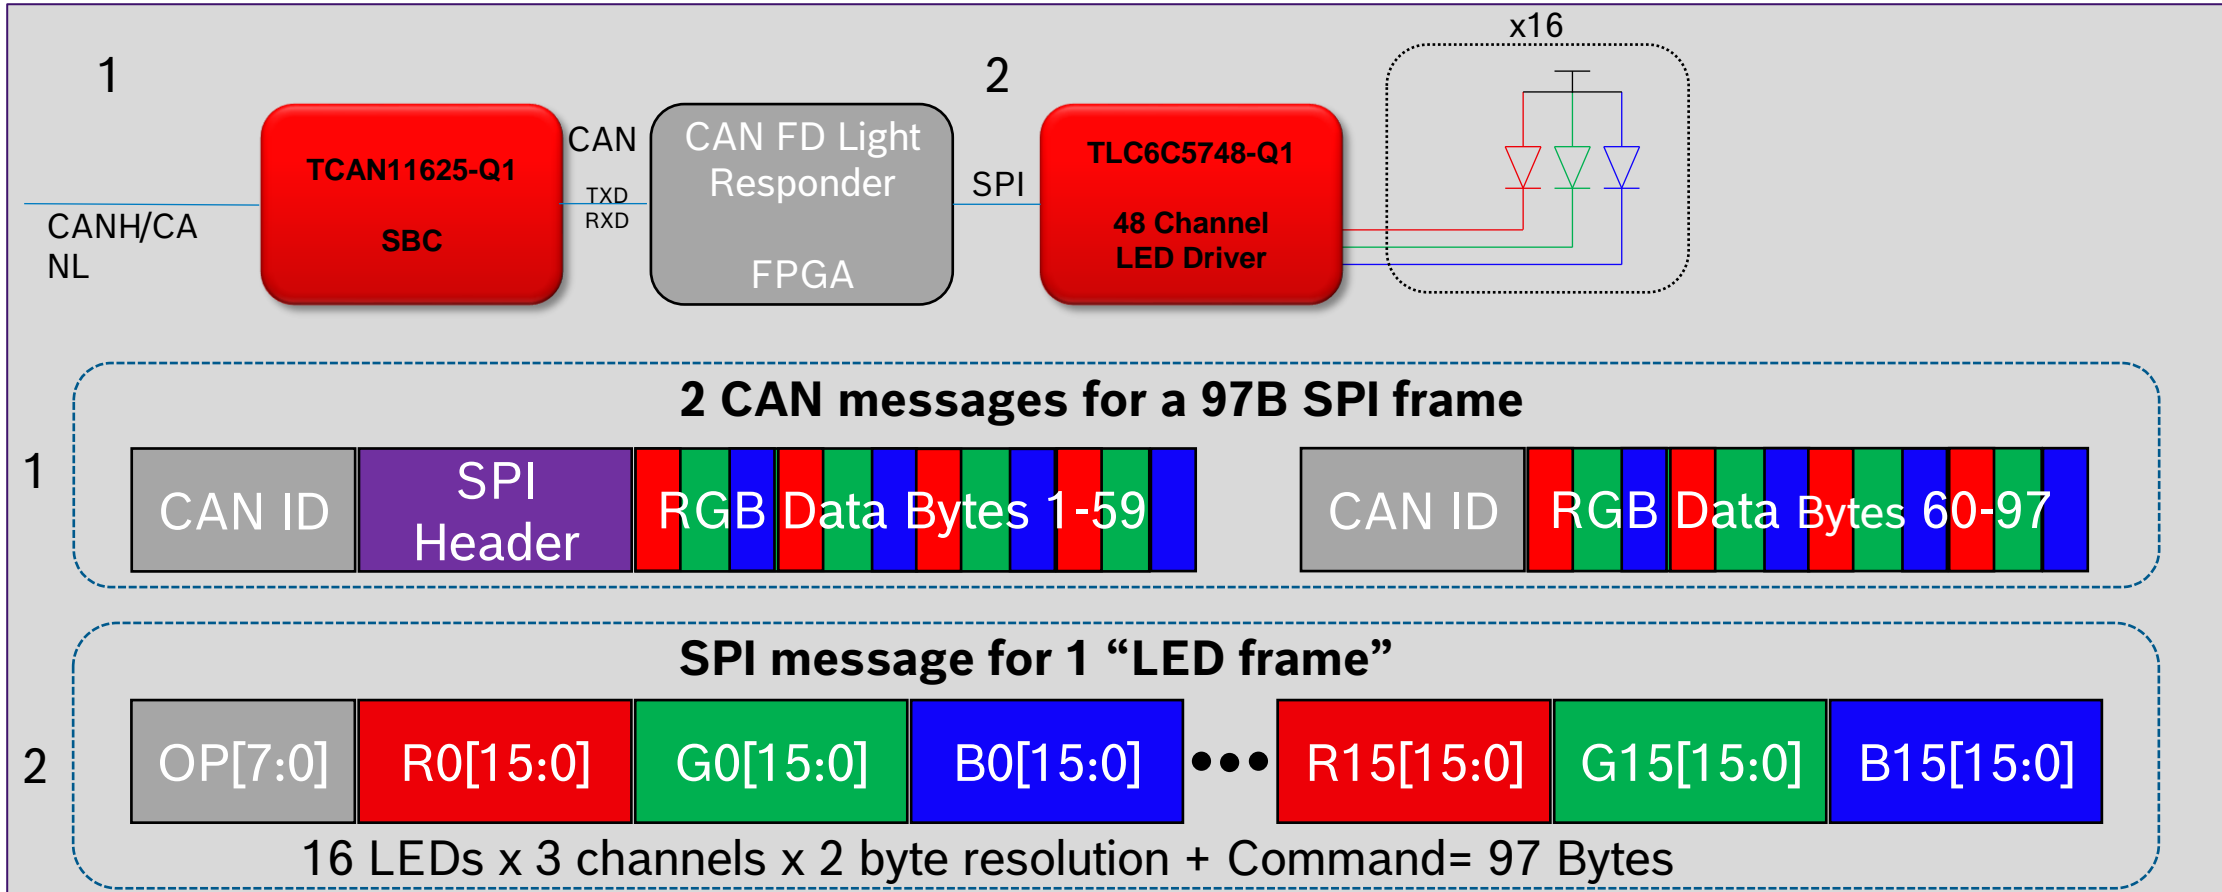 x16
1
2
TCAN11625-Q1
SBC
CAN
TXD
RXD
CAN FD Light
Responder
FPGA
SPI
TLC6C5748-Q1
48 Channel
LED Driver
CANH/CA
NL
2 CAN messages for a 97B SPI frame
1
CAN ID
SPI
Header
RGB Data Bytes 1-59
CAN ID
RGB Data Bytes 60-97
SPI message for 1 “LED frame”
2
OP[7:0]
R0[15:0]
G0[15:0]
B0[15:0]
•••
R15[15:0]
G15[15:0]
B15[15:0]
16 LEDs x 3 channels x 2 byte resolution + Command= 97 Bytes